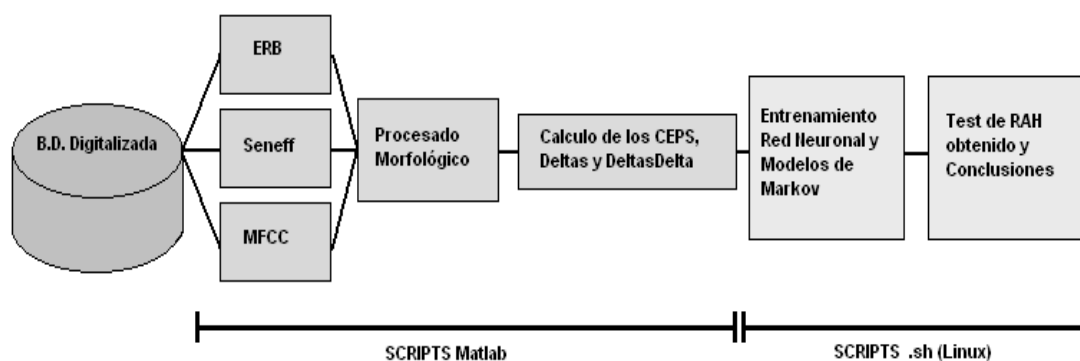 B.D. Digitalizada
ERB
Seneff
MFCC
Procesado
Morfológico
Calculo de los CEPS,
Deltas y DeltasDelta
Entrenamiento
Red Neuronal y
Modelos de
Markov
Test de RAH
obtenido y
Conclusiones
SCRIPTS Matlab
SCRIPTS .sh (Linux)